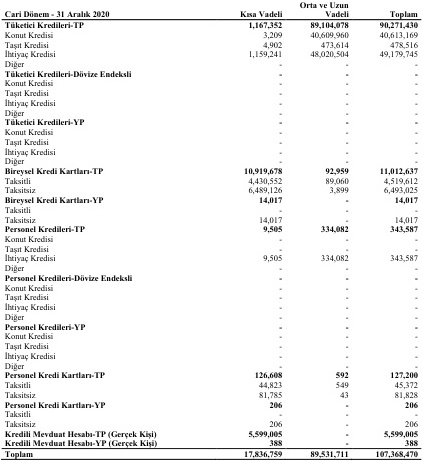 Orta ve Uzun
Cari Dönem - 31 Aralık 2020 Kısa Vadeli Vadeli Toplam
Tüketici Kredileri-TP 1,167,352 89,104,078 90,271,430
Konut Kredisi 3,209 40,609,960 40,613,169
Taşıt Kredisi 4,902 473,614 478,516
İhtiyaç Kredisi 1,159,241 48,020,504 49,179,745
Diğer - - -
Tüketici Kredileri-Dövize Endeksli - - -
Konut Kredisi - - -
Taşıt Kredisi - - -
İhtiyaç Kredisi - - -
Diğer - - -
Tüketici Kredileri-YP - - -
Konut Kredisi - - -
Taşıt Kredisi - - -
İhtiyaç Kredisi - - -
Diğer - - -
Bireysel Kredi Kartları-TP 10,919,678 92,959 11,012,637
Taksitli 4,430,552 89,060 4,519,612
Taksitsiz 6,489,126 3,899 6,493,025
Bireysel Kredi Kartları-YP 14,017 - 14,017
Taksitli - - -
Taksitsiz 14,017 - 14,017
Personel Kredileri-TP 9,505 334,082 343,587
Konut Kredisi - - -
Taşıt Kredisi - - -
İhtiyaç Kredisi 9,505 334,082 343,587
Diğer - - -
Personel Kredileri-Dövize Endeksli - - -
Konut Kredisi - - -
Taşıt Kredisi - - -
İhtiyaç Kredisi - - -
Diğer - - -
Personel Kredileri-YP - - -
Konut Kredisi - - -
Taşıt Kredisi - - -
İhtiyaç Kredisi - - -
Diğer - - -
Personel Kredi Kartları-TP 126,608 592 127,200
Taksitli 44,823 549 45,372
Taksitsiz 81,785 43 81,828
Personel Kredi Kartları-YP 206 - 206
Taksitli - - -
Taksitsiz 206 - 206
Kredili Mevduat Hesabı-TP (Gerçek Kişi) 5,599,005 - 5,599,005
Kredili Mevduat Hesabı-YP (Gerçek Kişi) 388 - 388
Toplam 17,836,759 89,531,711 107,368,470